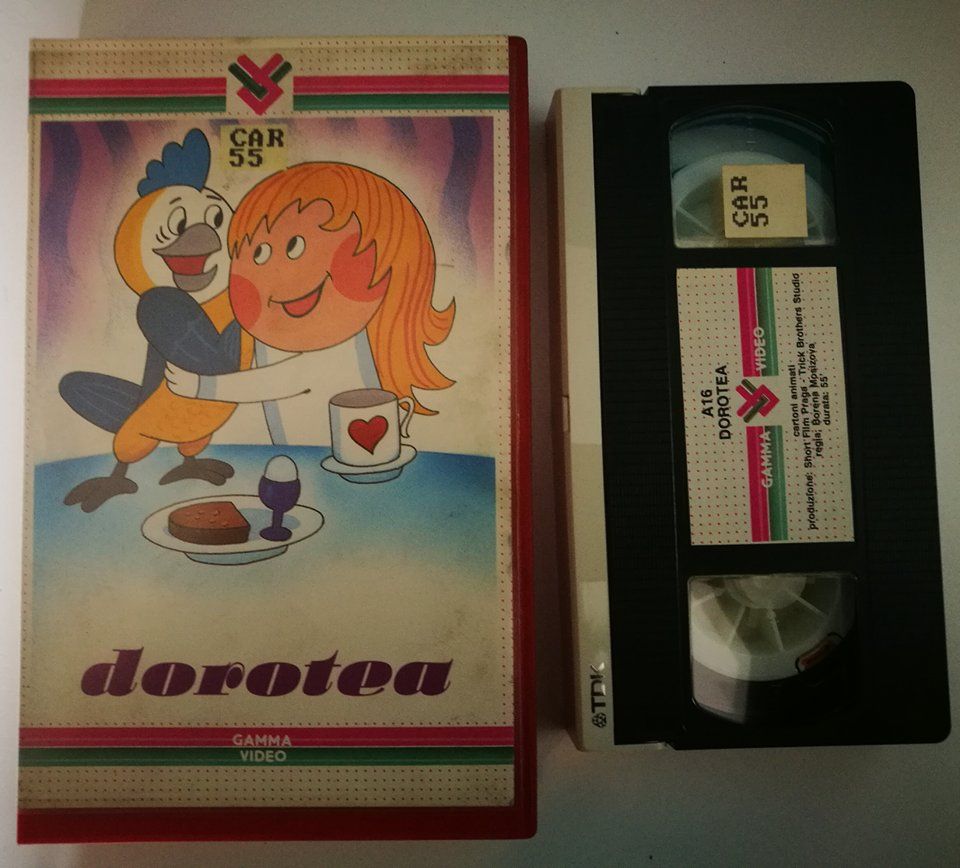 CAR
55
dorotea
GAMMA
VIDEO
CAR
55
A16
DOROTEA
GAMMA VIDEO
cartoni animati
produzione: Short Film Praga - Trick Brothers Studio
regia: Borena Mosizova
durata: 55'
TDK